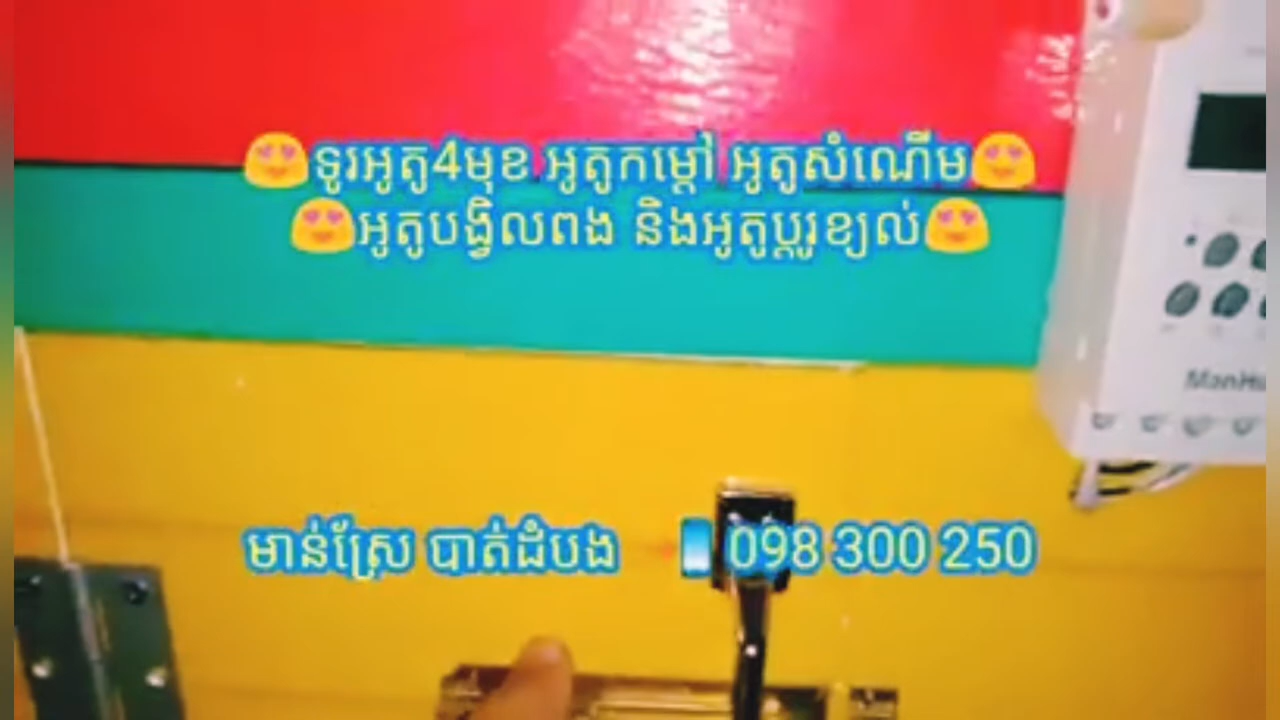 😍ទូរអូតូ4មុខ អូតូកម្តៅ អូតូសំណើម😍
😍អូតូបង្វិលពង និងអូតូប្តូរខ្យល់😍
មាន់ស្រែ បាត់ដំបង 📱098 300 250